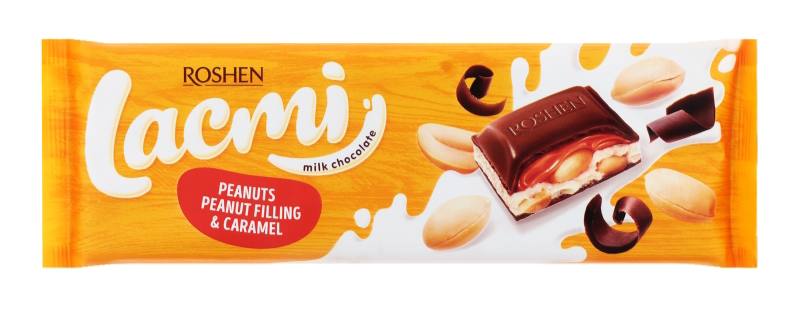 ROSHEN
Lacmi
milk chocolate
PEANUTS
PEANUT FILLING
& CARAMEL
ROSHEN